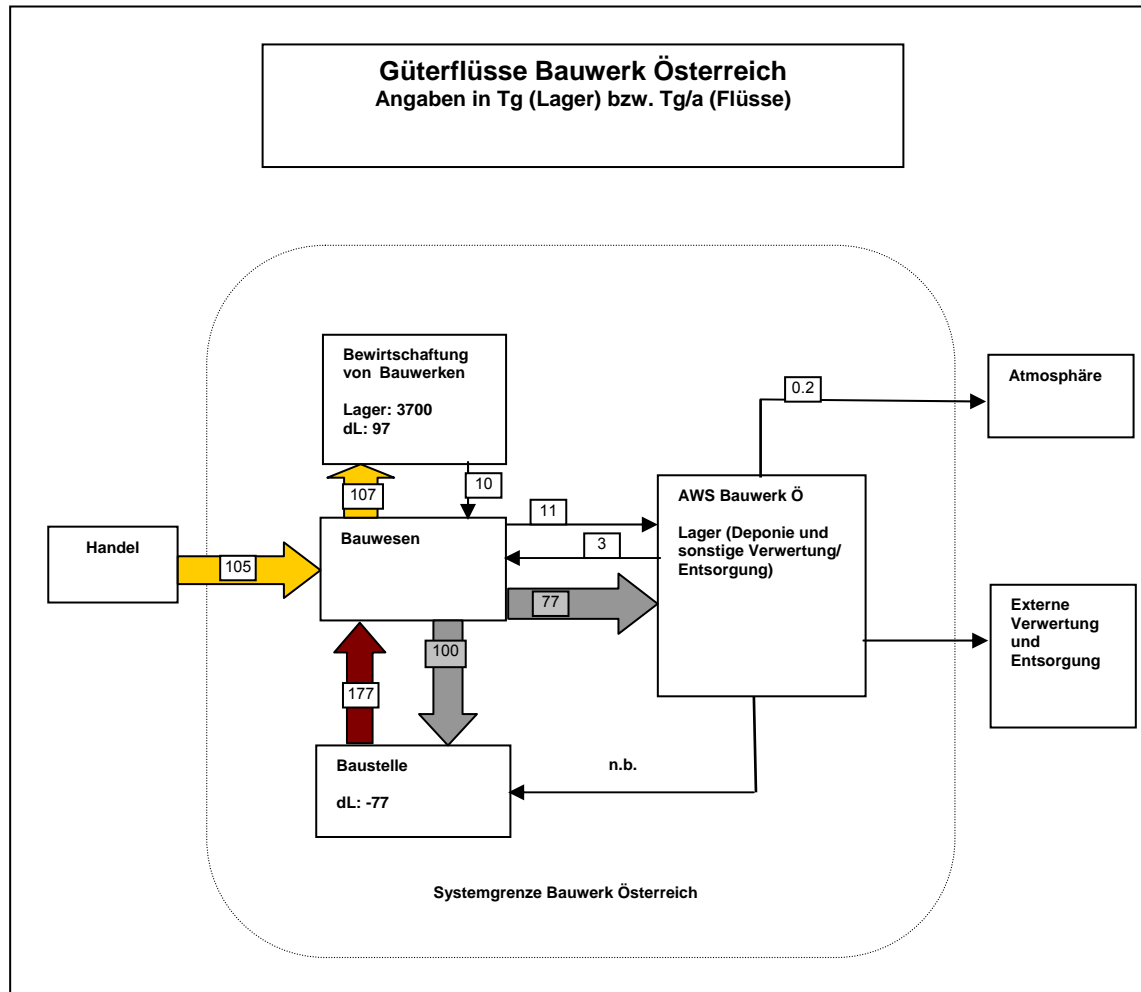 Güterflüsse Bauwerk Österreich
Angaben in Tg (Lager) bzw. Tg/a (Flüsse)
Bewirtschaftung
von Bauwerken
Lager: 3700
dL: 97
Atmosphäre
0.2
107
10
AWS Bauwerk Ö
Lager (Deponie und
sonstige Verwertung/
Entsorgung)
11
Bauwesen
Handel
3
105
77
Externe
Verwertung
und
Entsorgung
100
177
Baustelle
dL: -77
n.b.
Systemgrenze Bauwerk Österreich